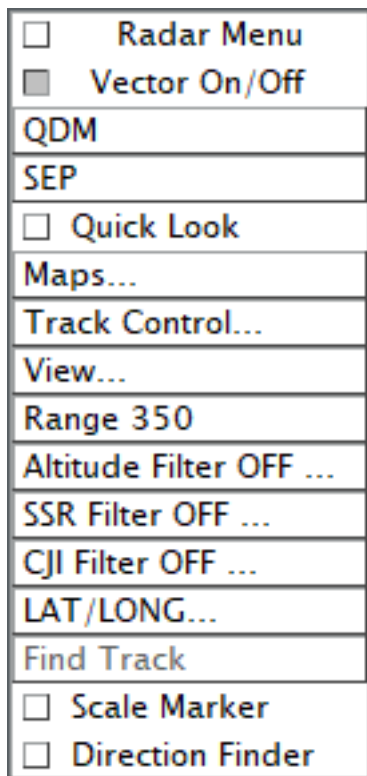 Radar Menu
Vector On/Off
QDM
SEP
Quick Look
Maps...
Track Control...
View...
Range 350
Altitude Filter OFF ...
SSR Filter OFF ...
CJI Filter OFF ...
LAT/LONG...
Find Track
Scale Marker
Direction Finder